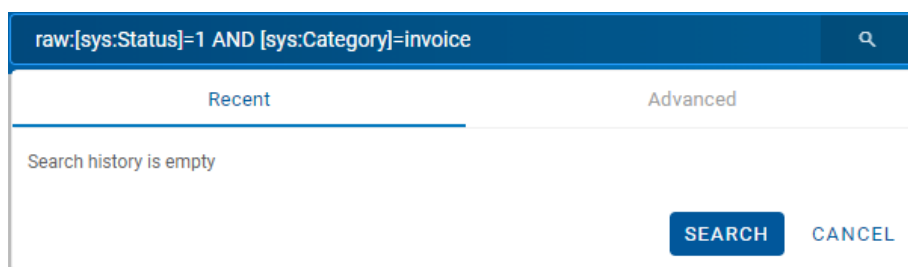 raw:[sys:Status]=1 AND [sys:Category]=invoice
Recent Advanced
Search history is empty
SEARCH CANCEL